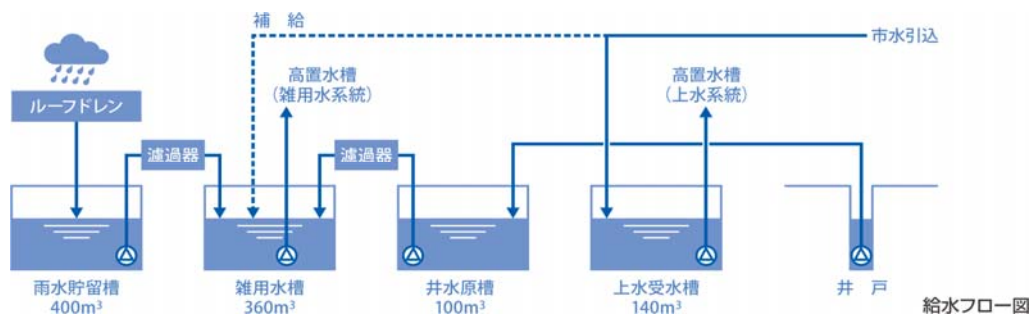 補 給
市水引込
高置水槽
（雑用水系統）
高置水槽
（上水系統）
ルーフドレン
濾過器
濾過器
雨水貯留槽
400m³
雑用水槽
360m³
井水原槽
100m³
上水受水槽
140m³
井 戸
給水フロー図